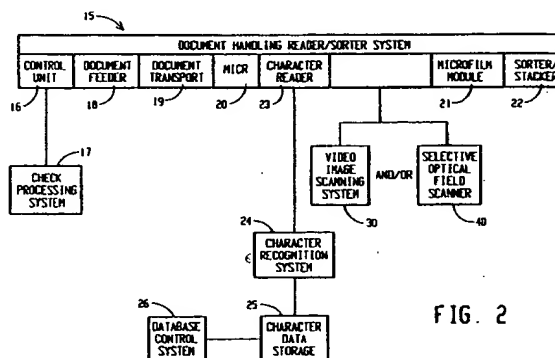 15
DOCUMENT HANDLING READER/SORTER SYSTEM
CONTROL UNIT
DOCUMENT FEEDER
DOCUMENT TRANSPORT
MICR
CHARACTER READER
MICROFILM MODULE
SORTER/ STACKER
16
18
19
20
23
21
22
17
CHECK PROCESSING SYSTEM
VIDEO IMAGE SCANNING SYSTEM
AND/OR
SELECTIVE OPTICAL FIELD SCANNER
30
40
24
CHARACTER RECOGNITION SYSTEM
26
25
DATABASE CONTROL SYSTEM
CHARACTER DATA STORAGE
FIG. 2